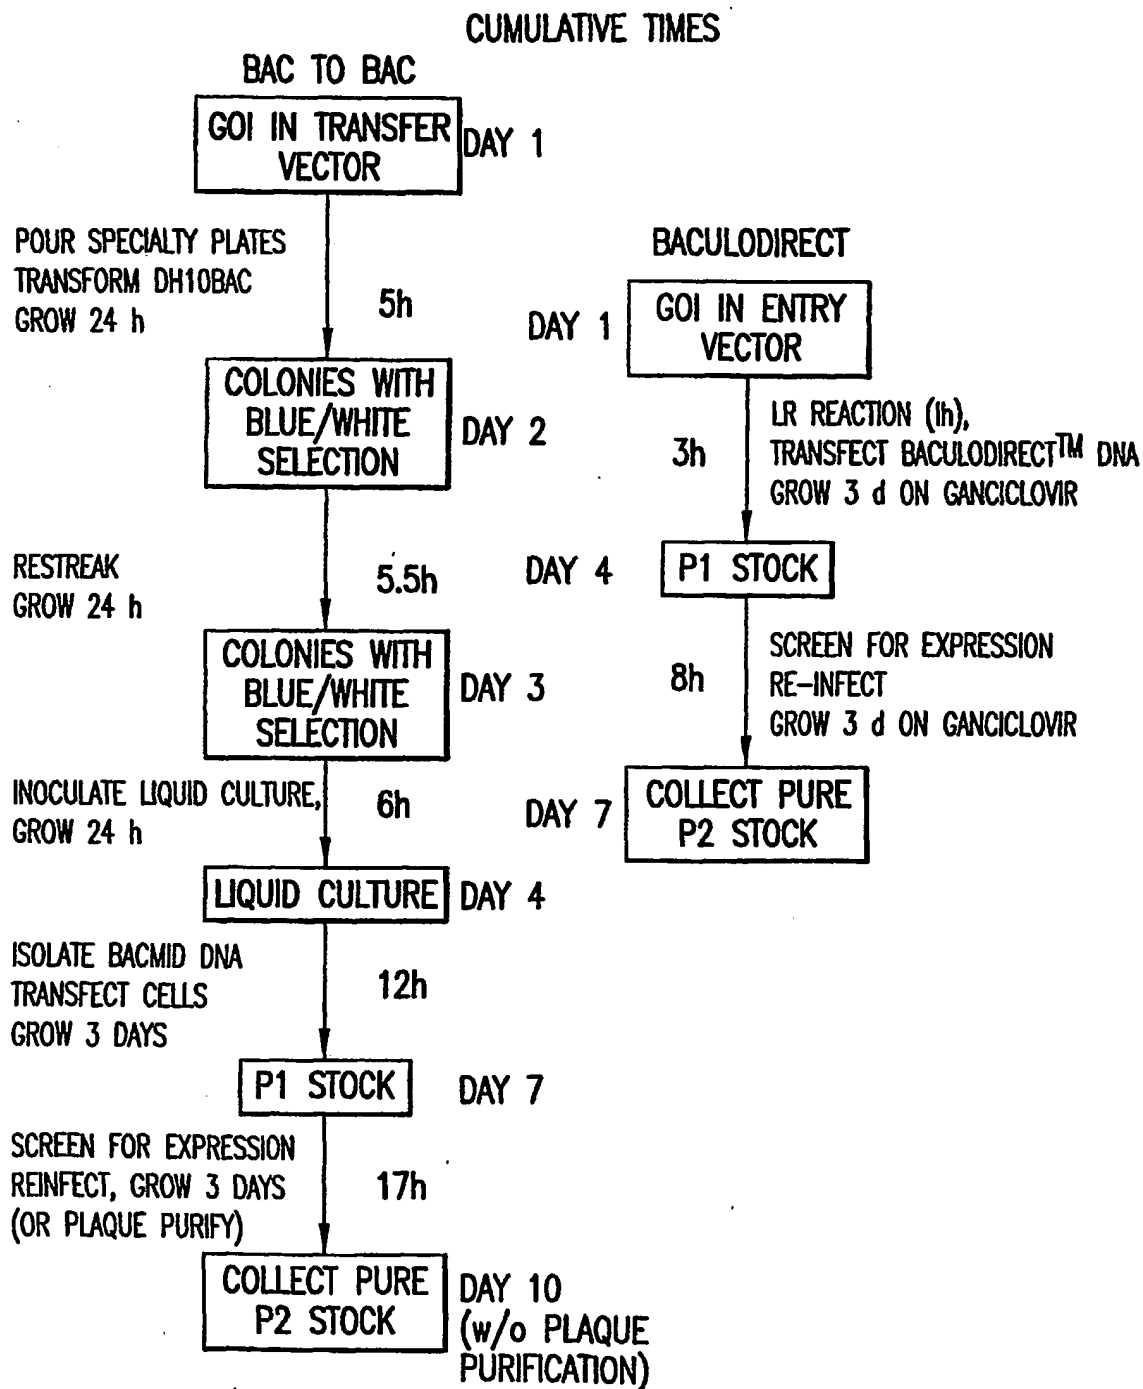 CUMULATIVE TIMES
BAC TO BAC
GOI IN TRANSFER
VECTOR
DAY 1
POUR SPECIALTY PLATES
TRANSFORM DH10BAC
GROW 24 h
5h
COLONIES WITH
BLUE/WHITE
SELECTION
DAY 2
RESTREAK
GROW 24 h
5.5h
COLONIES WITH
BLUE/WHITE
SELECTION
DAY 3
INOCULATE LIQUID CULTURE,
GROW 24 h
6h
LIQUID CULTURE
DAY 4
ISOLATE BACMID DNA
TRANSFECT CELLS
GROW 3 DAYS
12h
P1 STOCK
DAY 7
SCREEN FOR EXPRESSION
REINFECT, GROW 3 DAYS
(OR PLAQUE PURIFY)
17h
COLLECT PURE
P2 STOCK
DAY 10
(w/o PLAQUE
PURIFICATION)
BACULODIRECT
DAY 1
GOI IN ENTRY
VECTOR
3h
LR REACTION (lh),
TRANSFECT BACULODIRECT™ DNA
GROW 3 d ON GANCICLOVIR
DAY 4
P1 STOCK
8h
SCREEN FOR EXPRESSION
RE-INFECT
GROW 3 d ON GANCICLOVIR
DAY 7
COLLECT PURE
P2 STOCK